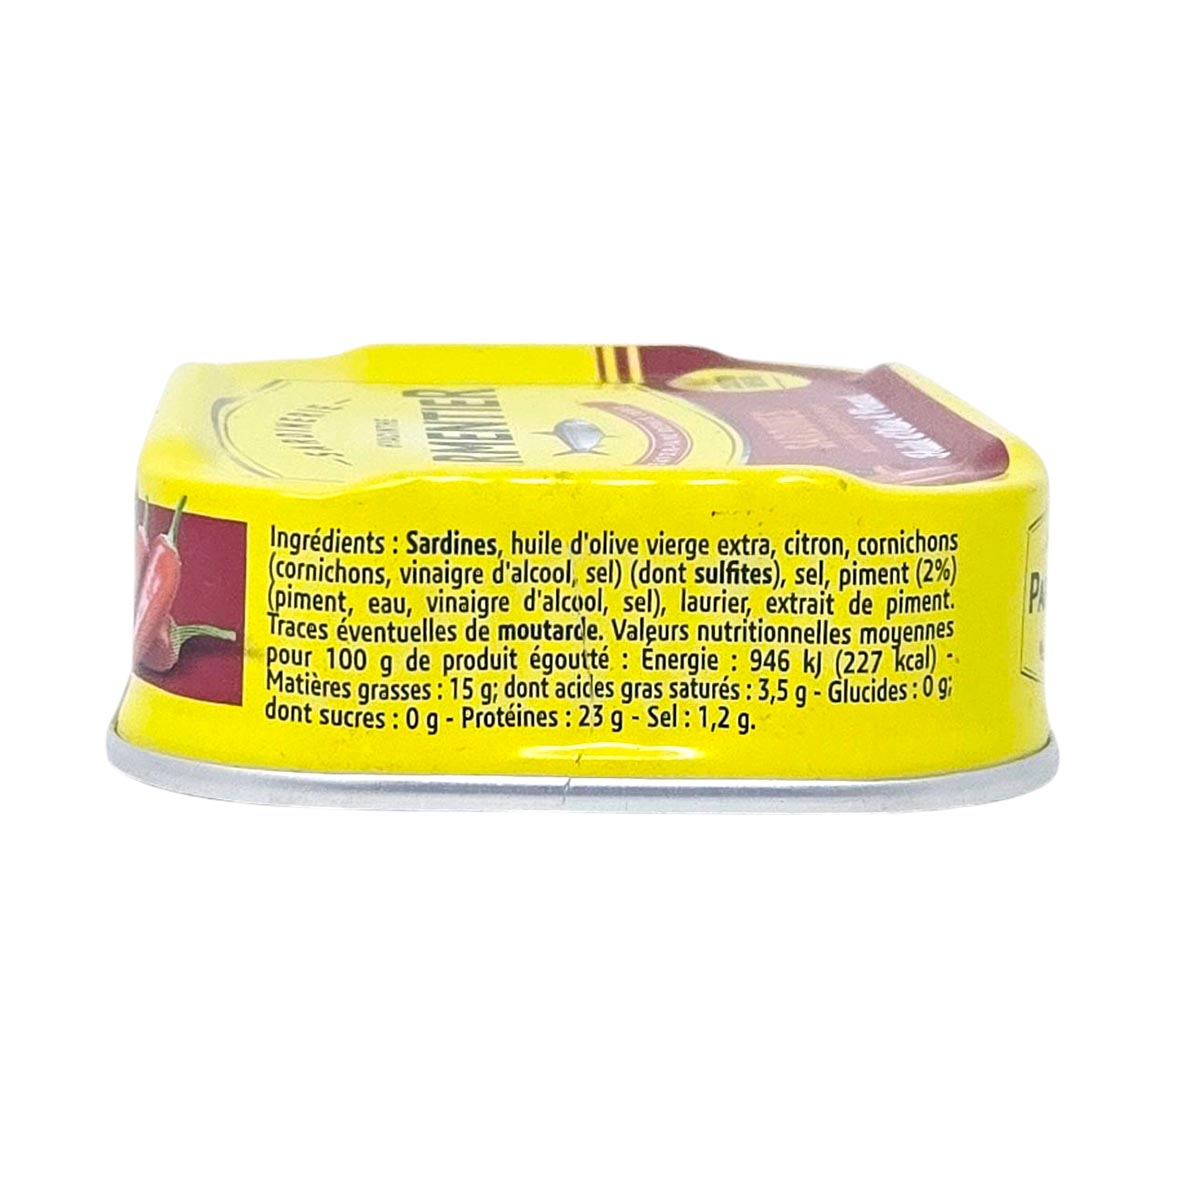 SARDINERIE
RMENTIER
Ingrédients : Sardines, huile d'olive vierge extra, citron, cornichons
(cornichons, vinaigre d'alcool, sel) (dont sulfites), sel, piment (2%)
(piment, eau, vinaigre d'alcool, sel), laurier, extrait de piment.
Traces éventuelles de moutarde. Valeurs nutritionnelles moyennes
pour 100 g de produit égoutté : Énergie : 946 kJ (227 kcal) -
Matières grasses : 15 g; dont acides gras saturés : 3,5 g - Glucides : 0 g;
dont sucres : 0 g - Protéines : 23 g - Sel : 1,2 g.
PA